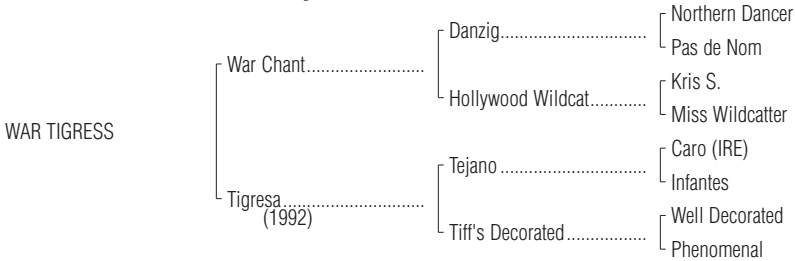 Northern Dancer
Danzig..............................
Pas de Nom
War Chant........................
Kris S.
Hollywood Wildcat............
Miss Wildcatter
WAR TIGRESS
Caro (IRE)
Tejano ..............................
Infantes
Tigresa.............................
(1992)
Well Decorated
Tiff's Decorated.................
Phenomenal